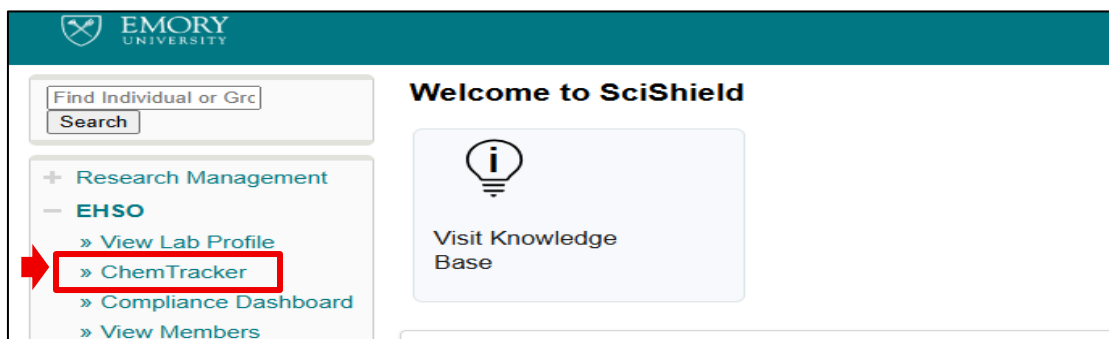 EMORY
UNIVERSITY
Find Individual or Grc
Search
+ Research Management
— EHSO
» View Lab Profile
» ChemTracker
» Compliance Dashboard
» View Members
Welcome to SciShield
i
Visit Knowledge
Base